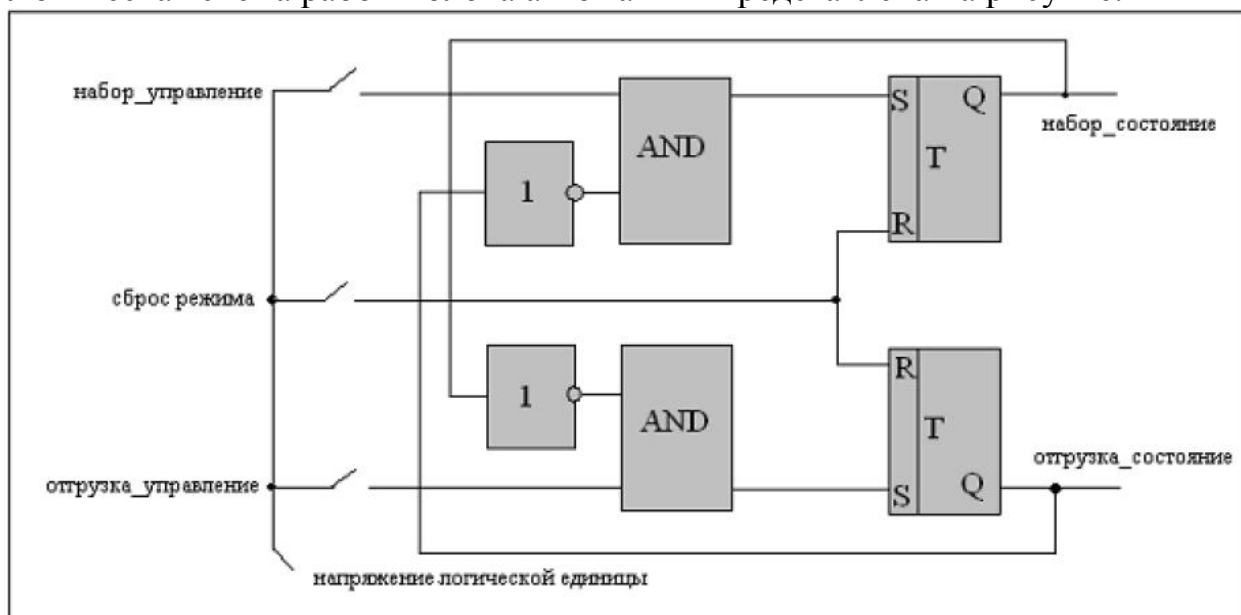 набор_управление
AND
S
Q
набор_состояние
1
T
R
сброс режима
1
AND
R
T
отгрузка_управление
S
Q
отгрузка_состояние
напряжение логической единицы